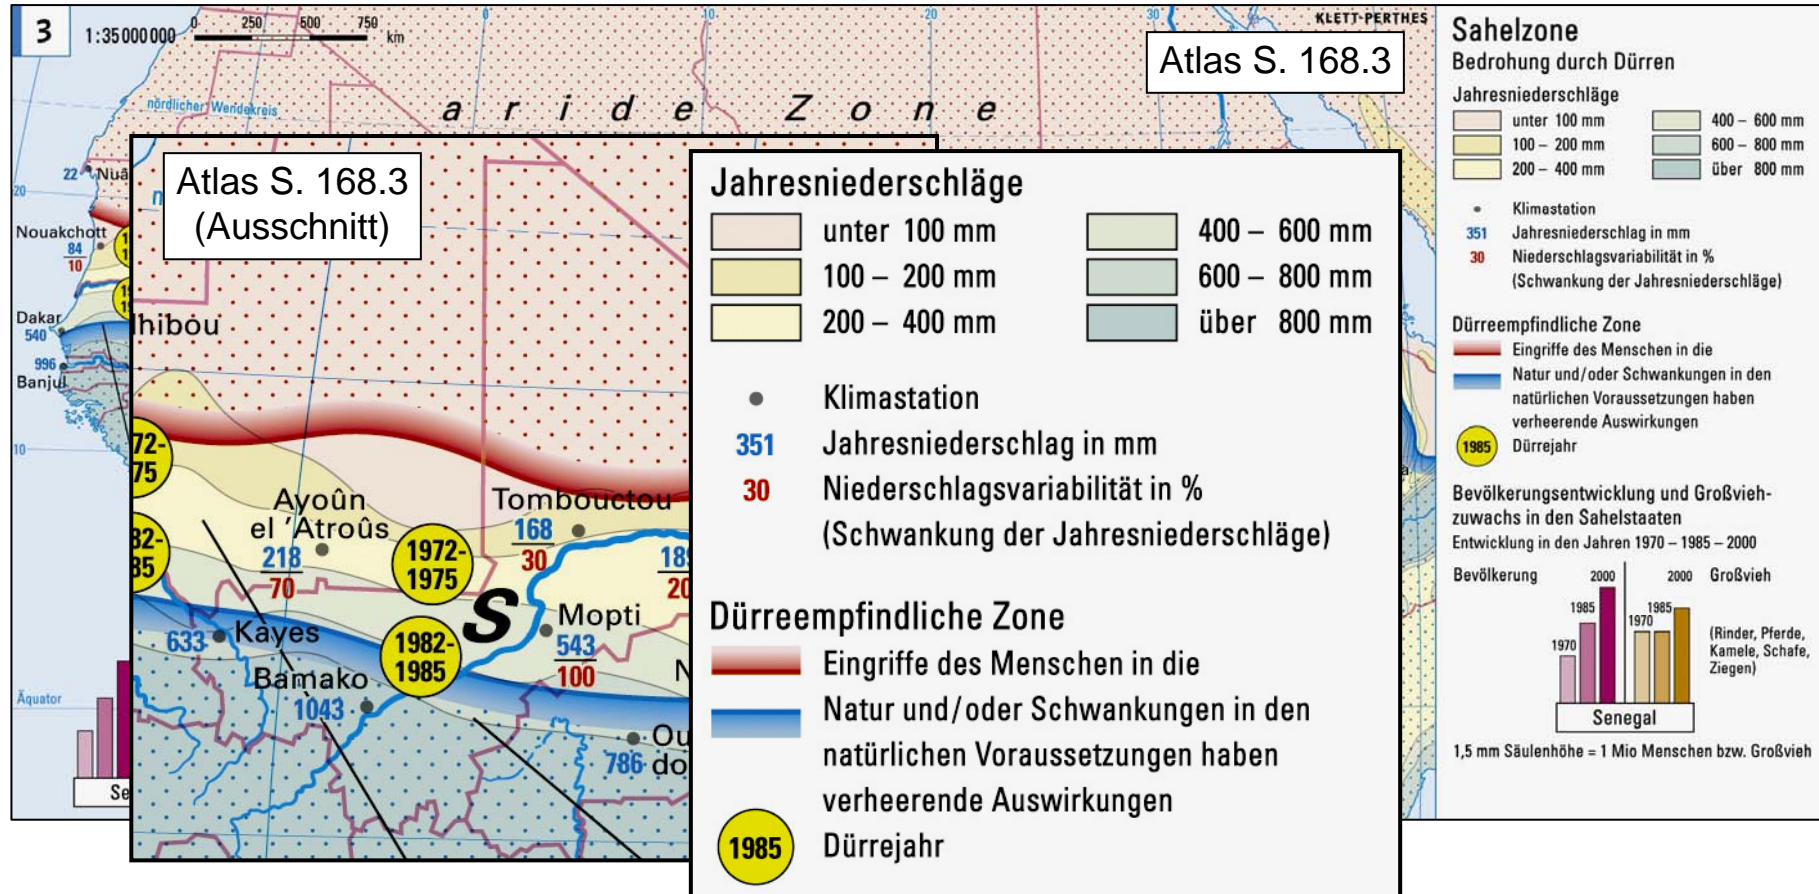 3
1:35 000 000
0 250 500 750
km
0
10
20
30
KLETT-PERTHES
Atlas S. 168.3
nördlicher Wendekreis
aride Zone
22
20
Nouakchott
84
10
Dakar
540
996
Banjul
10
Äquator
Atlas S. 168.3
(Ausschnitt)
Ayoûn
el 'Atroûs
218
70
Tombouctou
168
30
20
1972-
1975
S
Mopti
543
100
Kayes
633
1982-
1985
Bamako
1043
786
Jahresniederschläge
unter 100 mm
100 – 200 mm
200 – 400 mm
400 – 600 mm
600 – 800 mm
über 800 mm
Klimastation
351 Jahresniederschlag in mm
30 Niederschlagsvariabilität in %
(Schwankung der Jahresniederschläge)
Dürreempfindliche Zone
Eingriffe des Menschen in die
Natur und/oder Schwankungen in den
natürlichen Voraussetzungen haben
verheerende Auswirkungen
1985 Dürrejahr
Sahelzone
Bedrohung durch Dürren
Jahresniederschläge
unter 100 mm
100 – 200 mm
200 – 400 mm
400 – 600 mm
600 – 800 mm
über 800 mm
Klimastation
351 Jahresniederschlag in mm
30 Niederschlagsvariabilität in %
(Schwankung der Jahresniederschläge)
Dürreempfindliche Zone
Eingriffe des Menschen in die
Natur und/oder Schwankungen in den
natürlichen Voraussetzungen haben
verheerende Auswirkungen
1985 Dürrejahr
Bevölkerungsentwicklung und Großvieh-
zuwachs in den Sahelstaaten
Entwicklung in den Jahren 1970 – 1985 – 2000
Bevölkerung
1970
1985
2000
1970
1985
2000
Großvieh
(Rinder, Pferde,
Kamele, Schafe,
Ziegen)
Senegal
1,5 mm Säulenhöhe = 1 Mio Menschen bzw. Großvieh